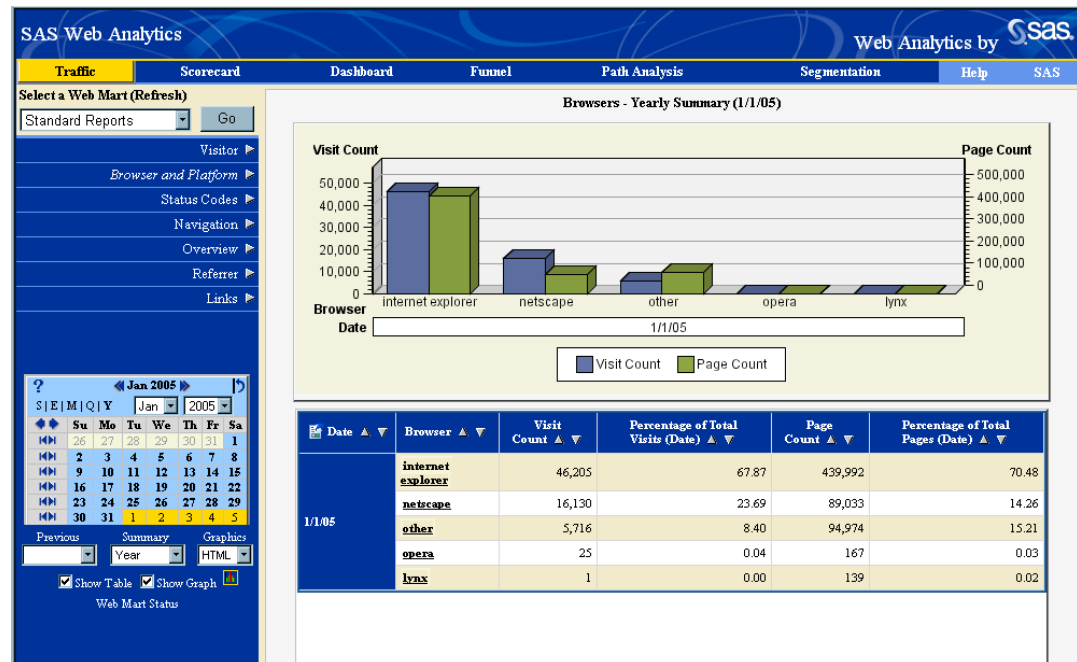 SAS Web Analytics
Web Analytics by Ssas.
Traffic Scorecard Dashboard Funnel Path Analysis Segmentation Help SAS
Select a Web Mart (Refresh)
Standard Reports Go
Visitor
Browser and Platform
Status Codes
Navigation
Overview
Referrer
Links
? Jan 2005
S|E|M|Q|Y Jan 2005
Su Mo Tu We Th Fr Sa
26 27 28 29 30 31 1
2 3 4 5 6 7 8
9 10 11 12 13 14 15
16 17 18 19 20 21 22
23 24 25 26 27 28 29
30 31 1 2 3 4 5
Previous Summary Graphics
Year HTML
Show Table Show Graph
Web Mart Status
Browsers - Yearly Summary (1/1/05)
Visit Count Page Count
50,000 500,000
40,000 400,000
30,000 300,000
20,000 200,000
10,000 100,000
0 0
internet explorer netscape other opera lynx
Browser
Date 1/1/05
Visit Count Page Count
Date Browser Visit Count Percentage of Total Visits (Date) Page Count Percentage of Total Pages (Date)
1/1/05
internet explorer 46,205 67.87 439,992 70.48
netscape 16,130 23.69 89,033 14.26
other 5,716 8.40 94,974 15.21
opera 25 0.04 167 0.03
lynx 1 0.00 139 0.02